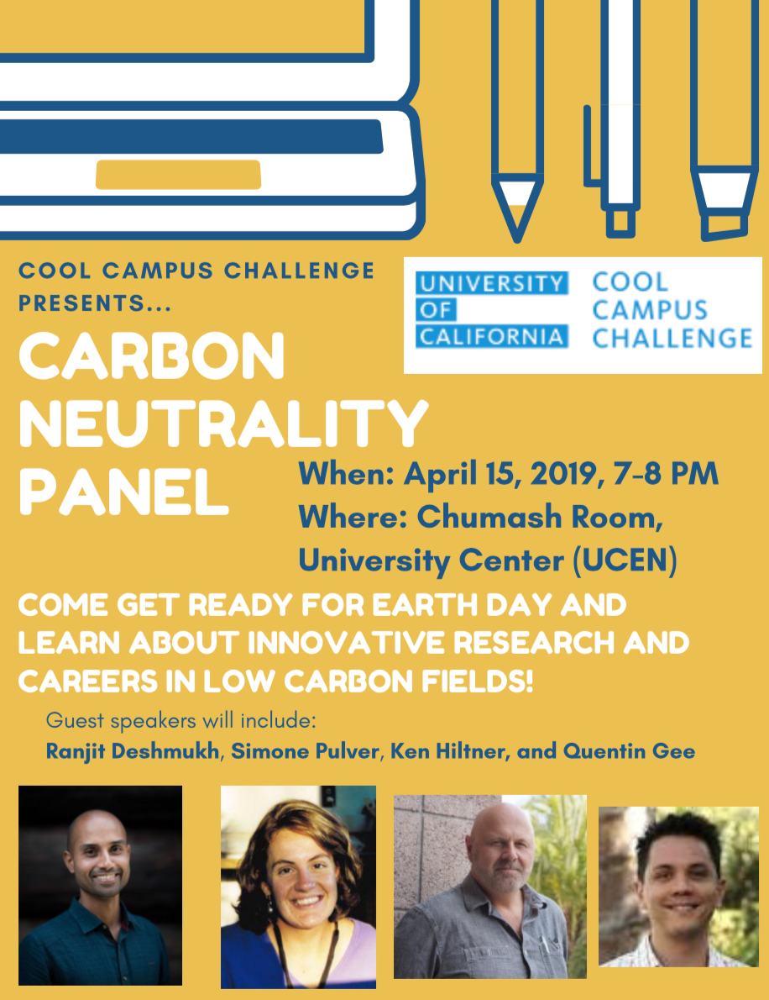 COOL CAMPUS CHALLENGE
PRESENTS...
UNIVERSITY
OF
CALIFORNIA
COOL
CAMPUS
CHALLENGE
CARBON
NEUTRALITY
PANEL
When: April 15, 2019, 7-8 PM
Where: Chumash Room,
University Center (UCEN)
COME GET READY FOR EARTH DAY AND
LEARN ABOUT INNOVATIVE RESEARCH AND
CAREERS IN LOW CARBON FIELDS!
Guest speakers will include:
Ranjit Deshmukh, Simone Pulver, Ken Hiltner, and Quentin Gee